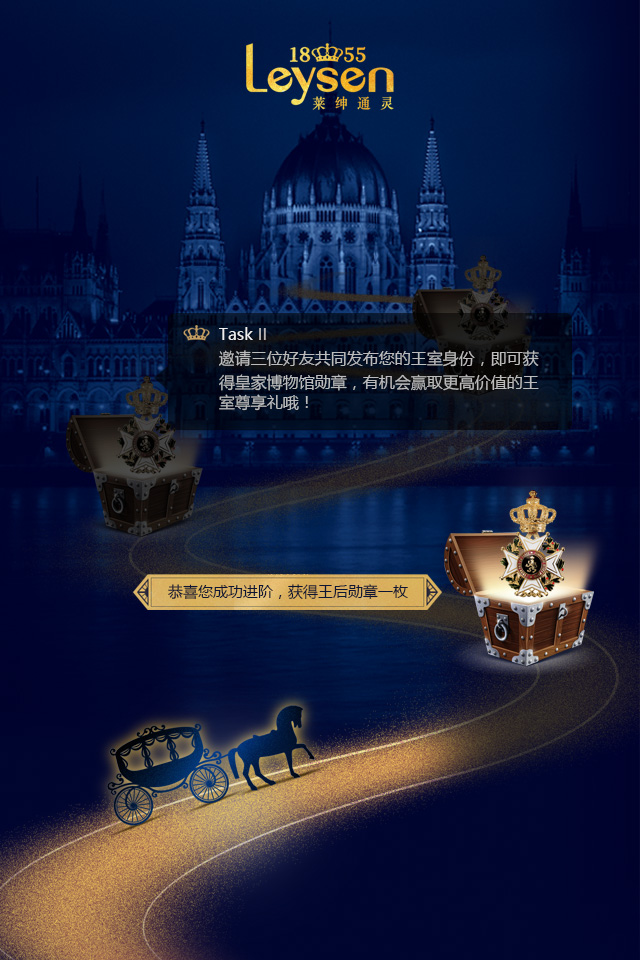 1855
Leysen
莱绅通灵
Task II
邀请三位好友共同发布您的王室身份，即可获
得皇家博物馆勋章，有机会赢取更高价值的王
室尊享礼哦！
恭喜您成功进阶，获得王后勋章一枚